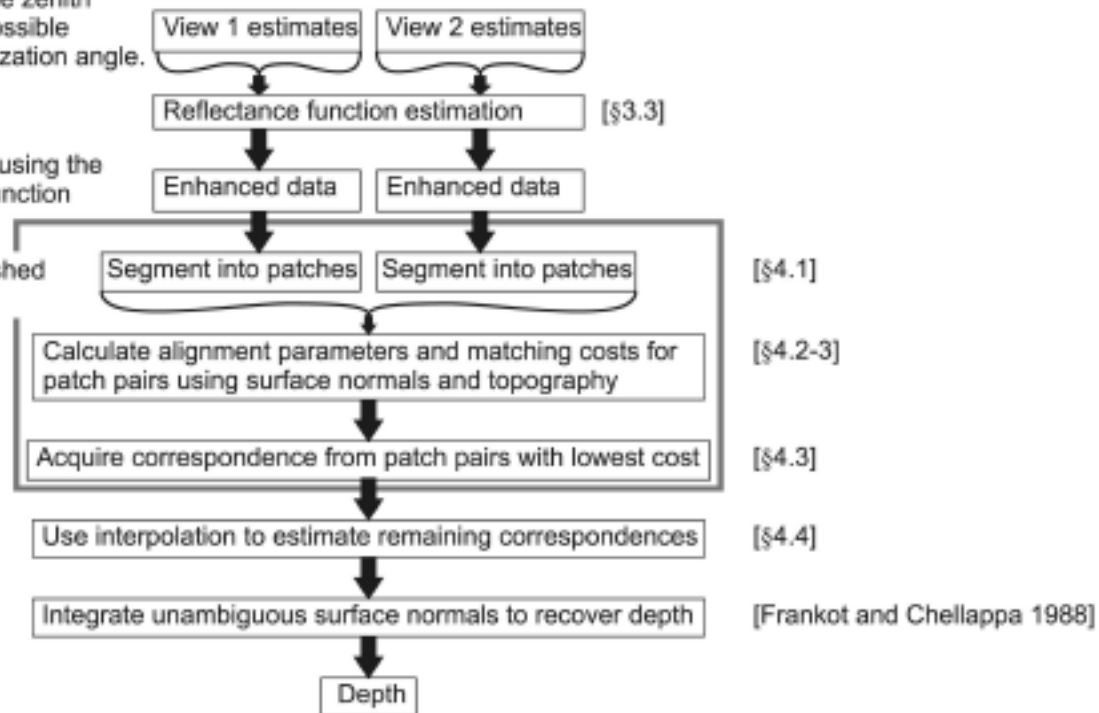 zenith
View 1 estimates View 2 estimates
zation angle.
Reflectance function estimation [§3.3]
using the
Enhanced data Enhanced data
Segment into patches Segment into patches [§4.1]
Calculate alignment parameters and matching costs for [§4.2-3]
patch pairs using surface normals and topography
Acquire correspondence from patch pairs with lowest cost [§4.3]
Use interpolation to estimate remaining correspondences [§4.4]
Integrate unambiguous surface normals to recover depth [Frankot and Chellappa 1988]
Depth